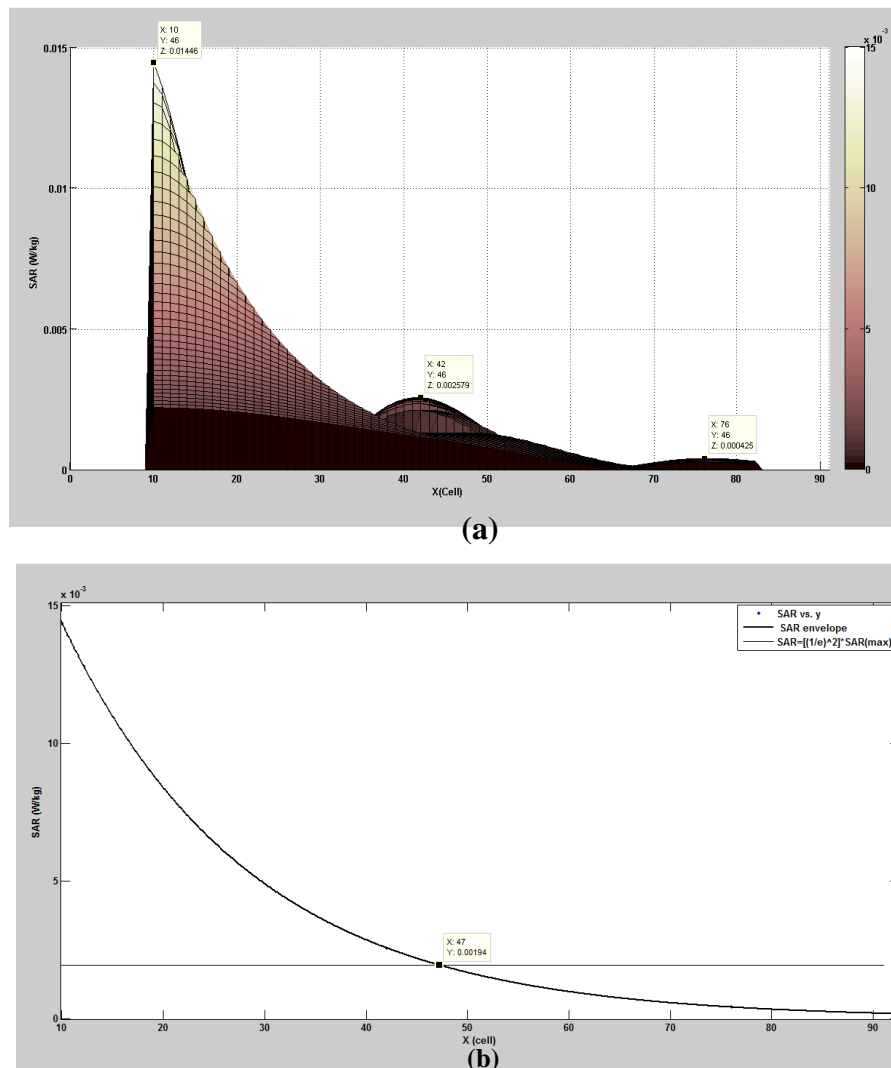 X: 10
Y: 46
Z: 0.01446
x 10
-3
15
10
5
0
0.015
0.01
0.005
0
SAR (W/kg)
X: 42
Y: 46
Z: 0.002579
X: 76
Y: 46
Z: 0.000425
0 10 20 30 40 50 60 70 80 90
X(Cell)
(a)
x 10
-3
15
10
5
0
SAR (W/kg)
SAR vs. y
SAR envelope
SAR=[(1/e)^2]*SAR(max)
X: 47
Y: 0.00194
10 20 30 40 50 60 70 80 90
X (cell)
(b)